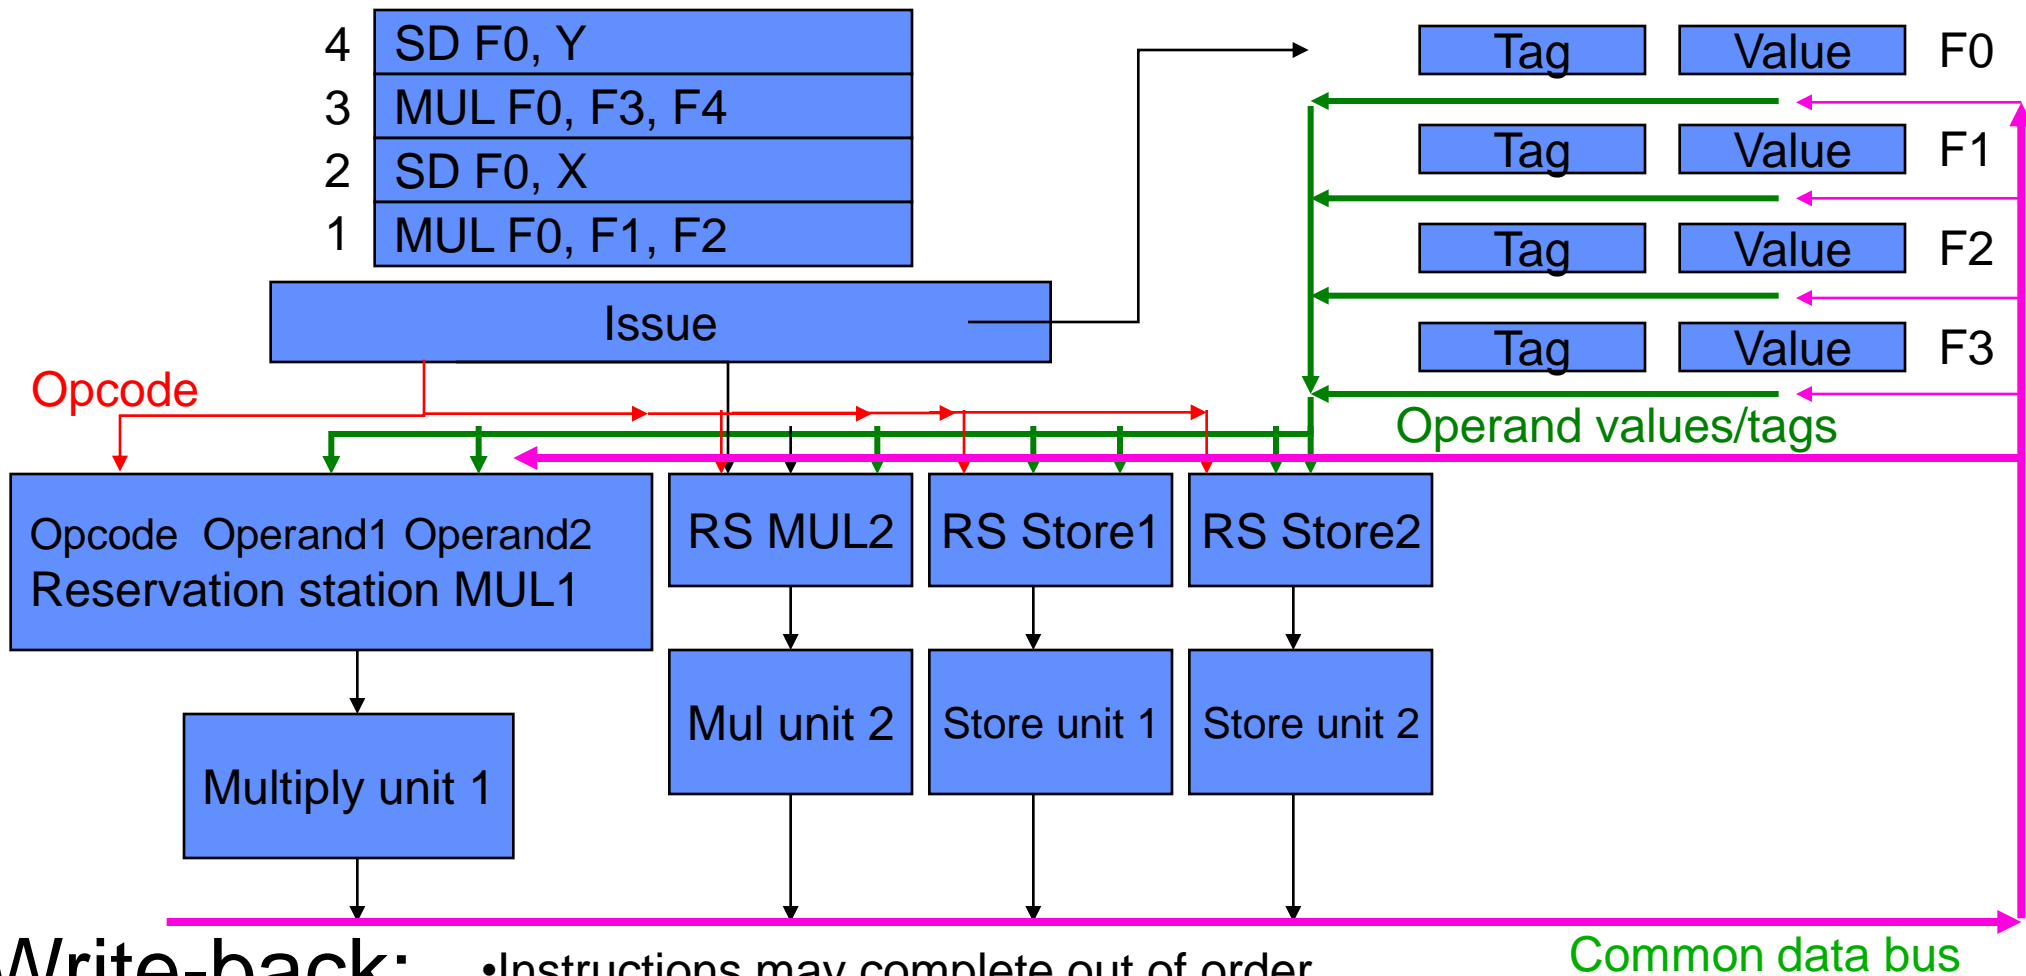 4 SD F0, Y
3 MUL F0, F3, F4
2 SD F0, X
1 MUL F0, F1, F2
Issue
Tag Value F0
Tag Value F1
Tag Value F2
Tag Value F3
Opcode
Operand values/tags
Opcode Operand1 Operand2
Reservation station MUL1
RS MUL2
RS Store1
RS Store2
Multiply unit 1
Mul unit 2
Store unit 1
Store unit 2
Common data bus
Write-back:
•Instructions may complete out of order